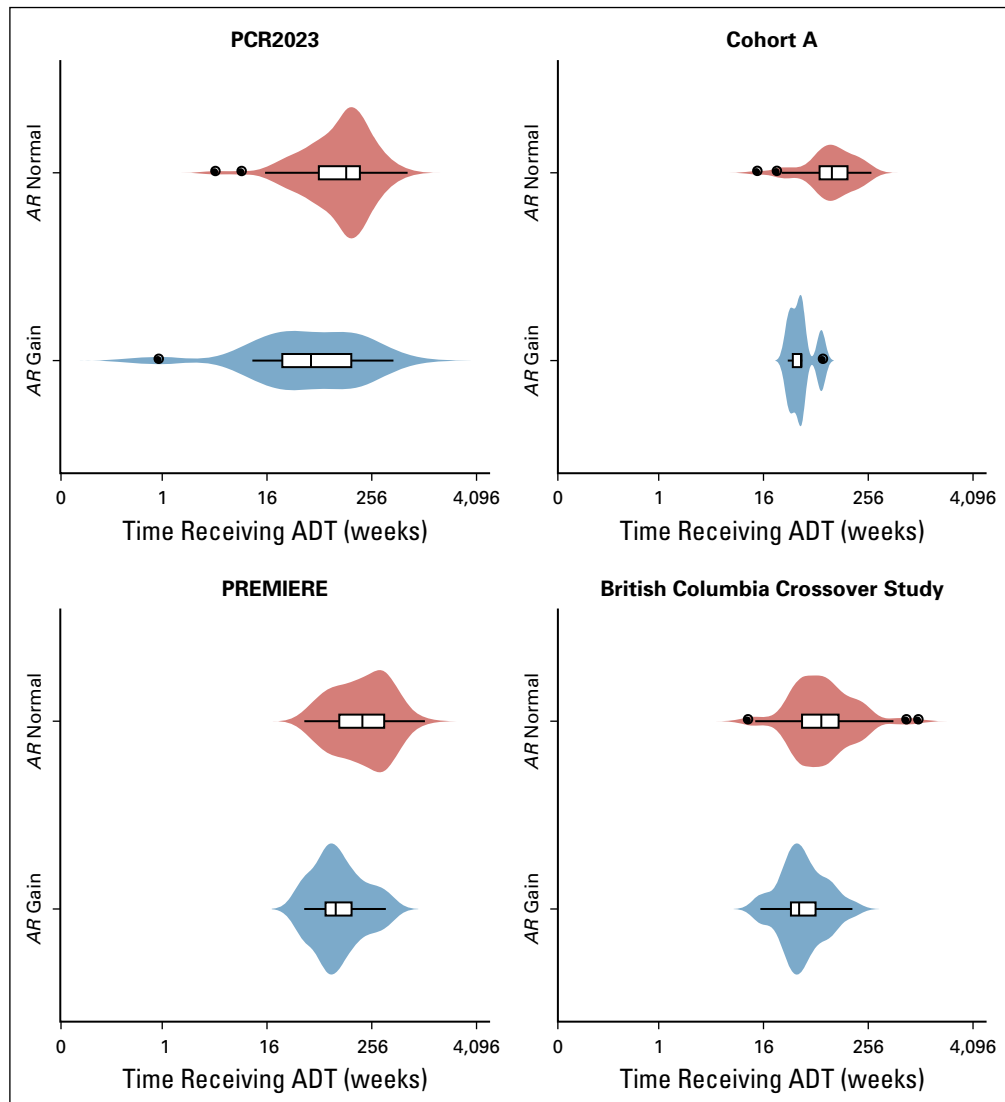 PCR2023
AR Normal
AR Gain
0 1 16 256 4,096
Time Receiving ADT (weeks)
Cohort A
AR Normal
AR Gain
0 1 16 256 4,096
Time Receiving ADT (weeks)
PREMIERE
AR Normal
AR Gain
0 1 16 256 4,096
Time Receiving ADT (weeks)
British Columbia Crossover Study
AR Normal
AR Gain
0 1 16 256 4,096
Time Receiving ADT (weeks)